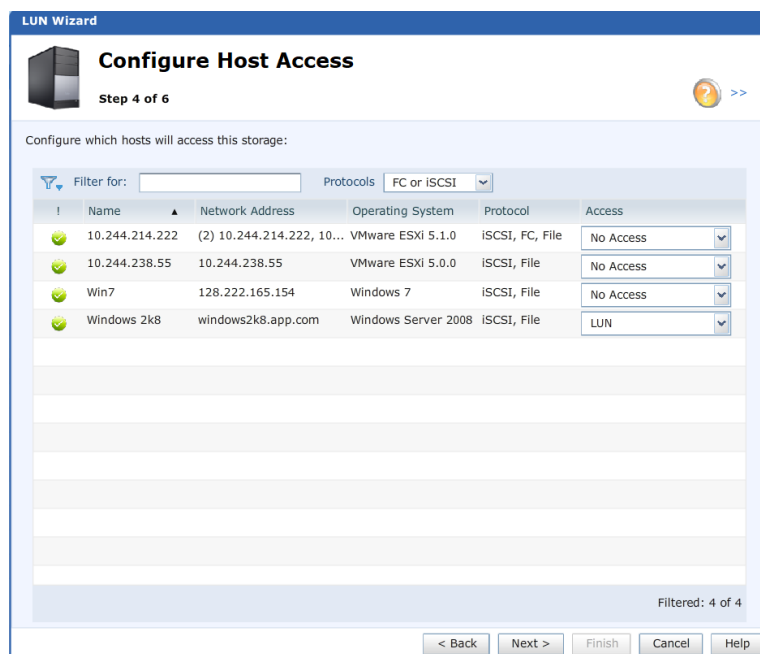 LUN Wizard
Configure Host Access
Step 4 of 6
?
>>
Configure which hosts will access this storage:
Filter for: Protocols FC or iSCSI
! Name ▲ Network Address Operating System Protocol Access
10.244.214.222 (2) 10.244.214.222, 10... VMware ESXi 5.1.0 iSCSI, FC, File No Access
10.244.238.55 10.244.238.55 VMware ESXi 5.0.0 iSCSI, File No Access
Win7 128.222.165.154 Windows 7 iSCSI, File No Access
Windows 2k8 windows2k8.app.com Windows Server 2008 iSCSI, File LUN
Filtered: 4 of 4
< Back Next > Finish Cancel Help